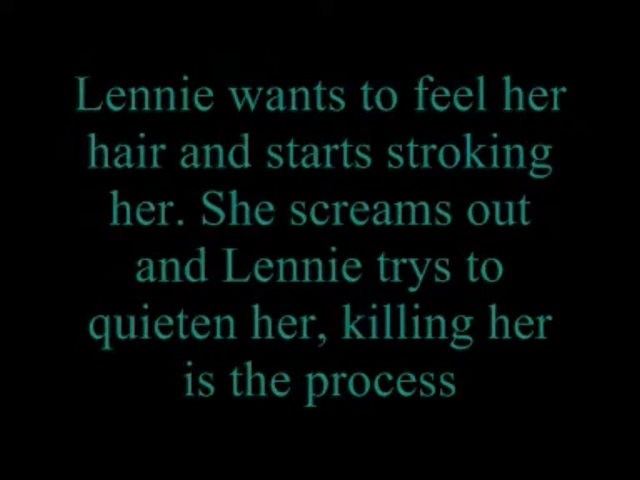 Lennie wants to feel her
hair and starts stroking
her. She screams out
and Lennie trys to
quieten her, killing her
is the process